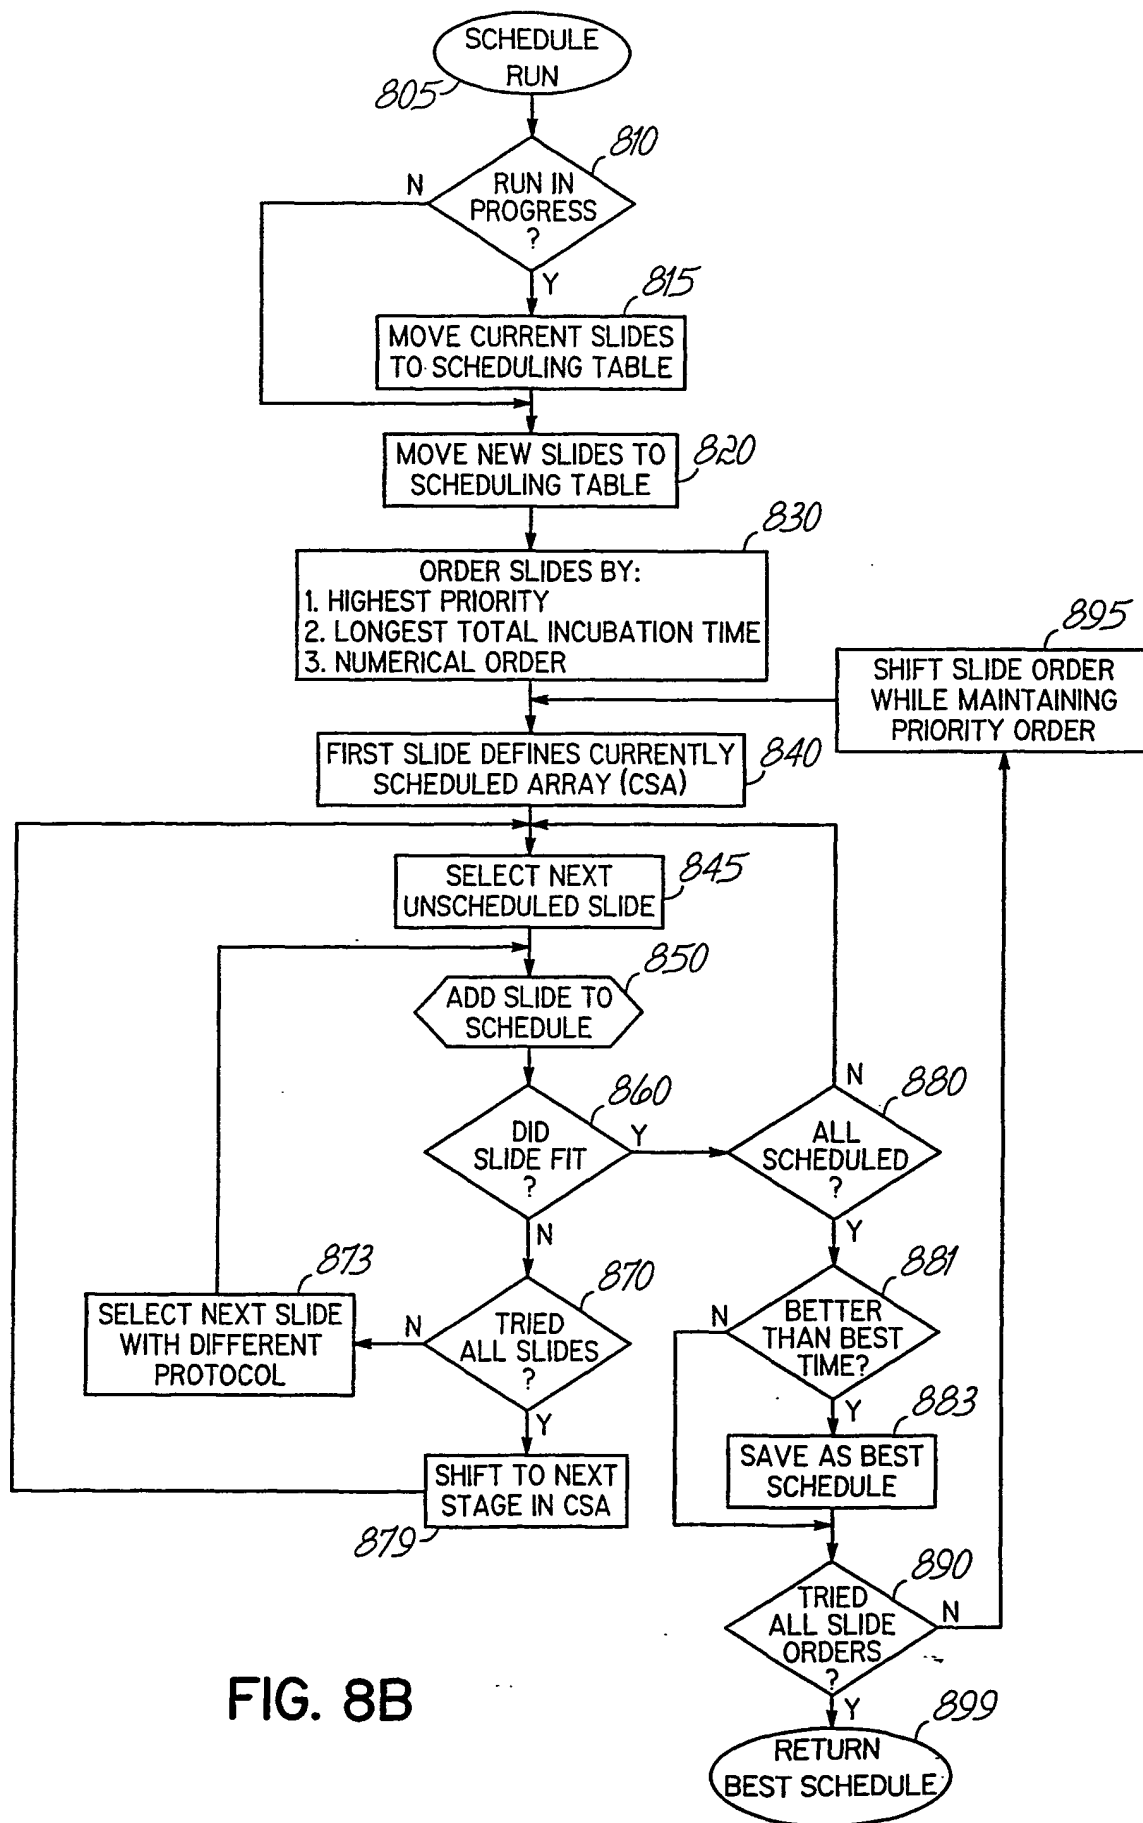 SCHEDULE
RUN
805
810
N
RUN IN
PROGRESS
?
Y
815
MOVE CURRENT SLIDES
TO SCHEDULING TABLE
MOVE NEW SLIDES TO
SCHEDULING TABLE
820
830
ORDER SLIDES BY:
1. HIGHEST PRIORITY
2. LONGEST TOTAL INCUBATION TIME
3. NUMERICAL ORDER
895
SHIFT SLIDE ORDER
WHILE MAINTAINING
PRIORITY ORDER
FIRST SLIDE DEFINES CURRENTLY
SCHEDULED ARRAY (CSA)
840
SELECT NEXT
UNSCHEDULED SLIDE
845
850
ADD SLIDE TO
SCHEDULE
860
DID
SLIDE FIT
?
Y
N
N
880
ALL
SCHEDULED
?
Y
873
SELECT NEXT SLIDE
WITH DIFFERENT
PROTOCOL
N
870
TRIED
ALL SLIDES
?
Y
881
N
BETTER
THAN BEST
TIME?
Y
SHIFT TO NEXT
STAGE IN CSA
879
883
SAVE AS BEST
SCHEDULE
890
TRIED
ALL SLIDE
ORDERS
?
N
Y
899
RETURN
BEST SCHEDULE
FIG. 8B